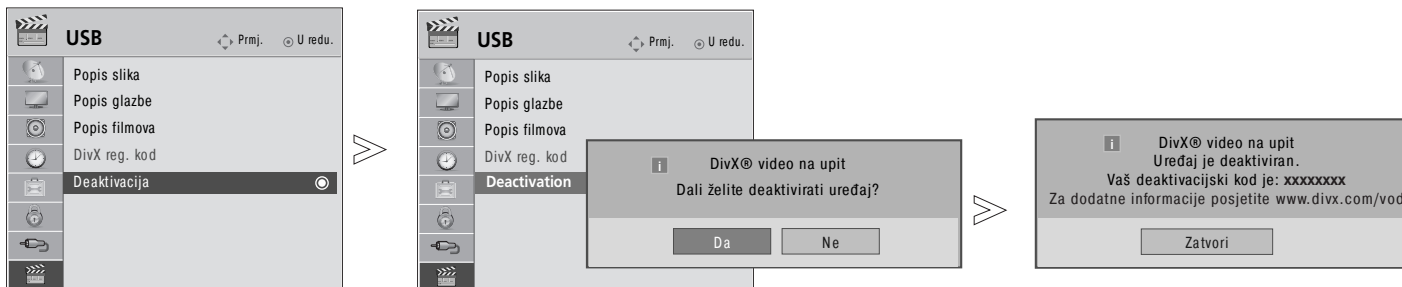 USB Prmj. U redu.
Popis slika
Popis glazbe
Popis filmova
DivX reg. kod
Deaktivacija
USB Prmj. U redu.
Popis slika
Popis glazbe
Popis filmova
DivX reg. kod
Deactivation
i DivX® video na upit
Dali želite deaktivirati uređaj?
Da Ne
i DivX® video na upit
Uređaj je deaktiviran.
Vaš deaktivacijski kod je: xxxxxxxx
Za dodatne informacije posjetite www.divx.com/vod
Zatvori